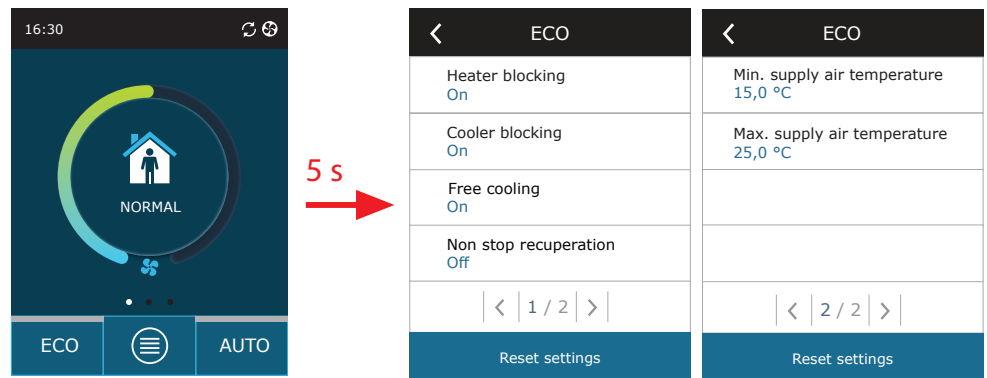 16:30
NORMAL
ECO
AUTO
5 s
ECO
Heater blocking
On
Cooler blocking
On
Free cooling
On
Non stop recuperation
Off
1 / 2
Reset settings
ECO
Min. supply air temperature
15,0 °C
Max. supply air temperature
25,0 °C
2 / 2
Reset settings